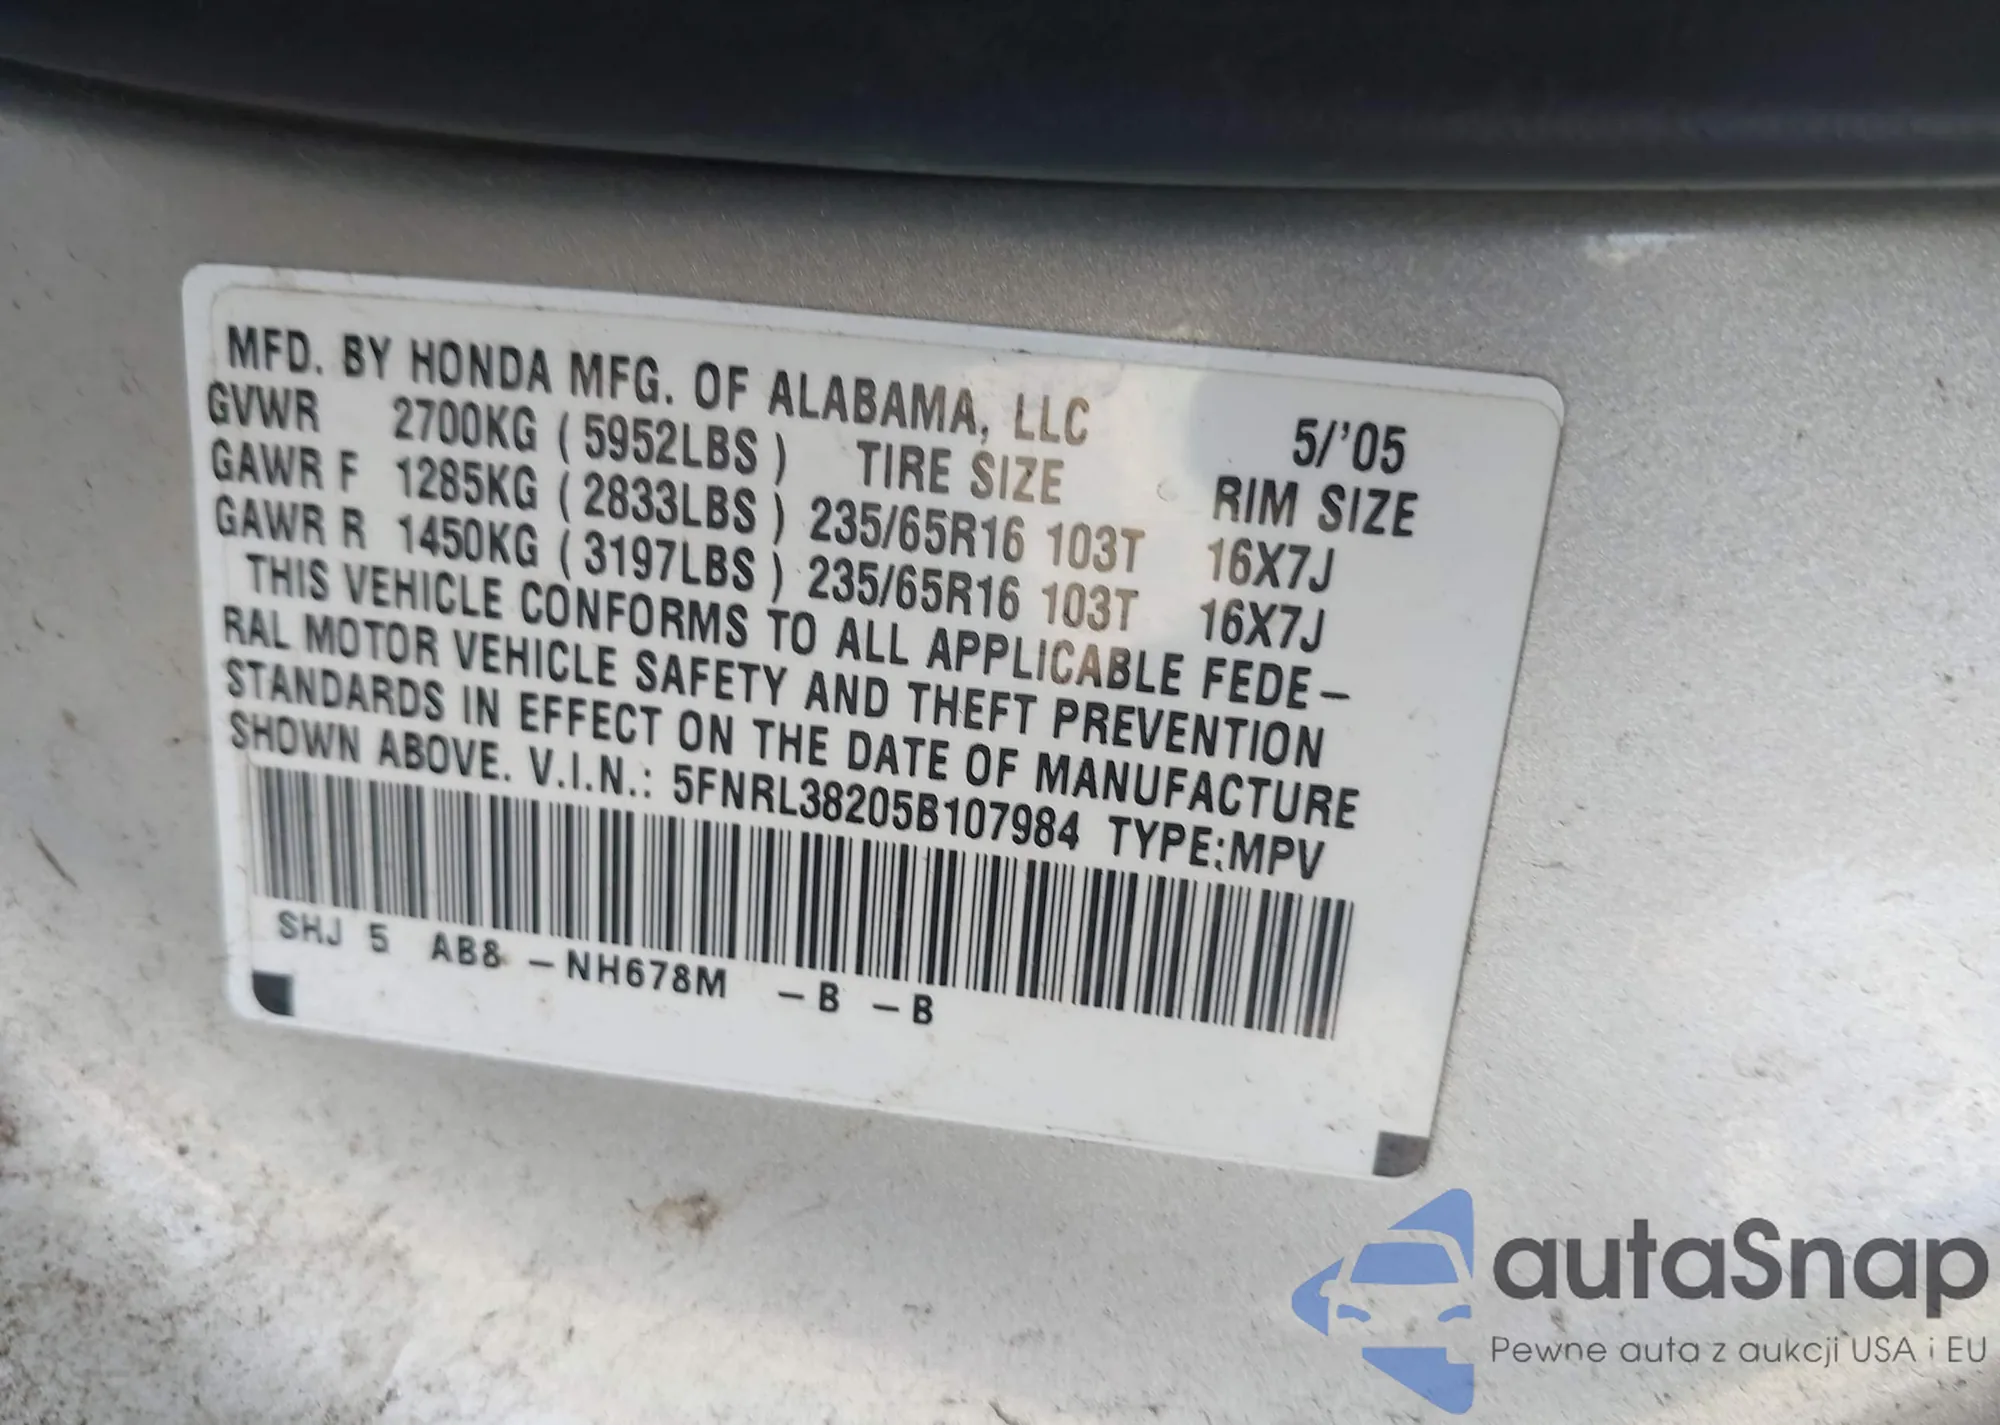 MFD. BY HONDA MFG. OF ALABAMA, LLC 5/'05
GVWR 2700KG ( 5952LBS ) TIRE SIZE RIM SIZE
GAWR F 1285KG ( 2833LBS ) 235/65R16 103T 16X7J
GAWR R 1450KG ( 3197LBS ) 235/65R16 103T 16X7J
THIS VEHICLE CONFORMS TO ALL APPLICABLE FEDE-
RAL MOTOR VEHICLE SAFETY AND THEFT PREVENTION
STANDARDS IN EFFECT ON THE DATE OF MANUFACTURE
SHOWN ABOVE. V.I.N.: 5FNRL38205B107984 TYPE:MPV
SHJ 5 AB8 -NH678M -B -B
autaSnap
Pewne auta z aukcji USA i EU